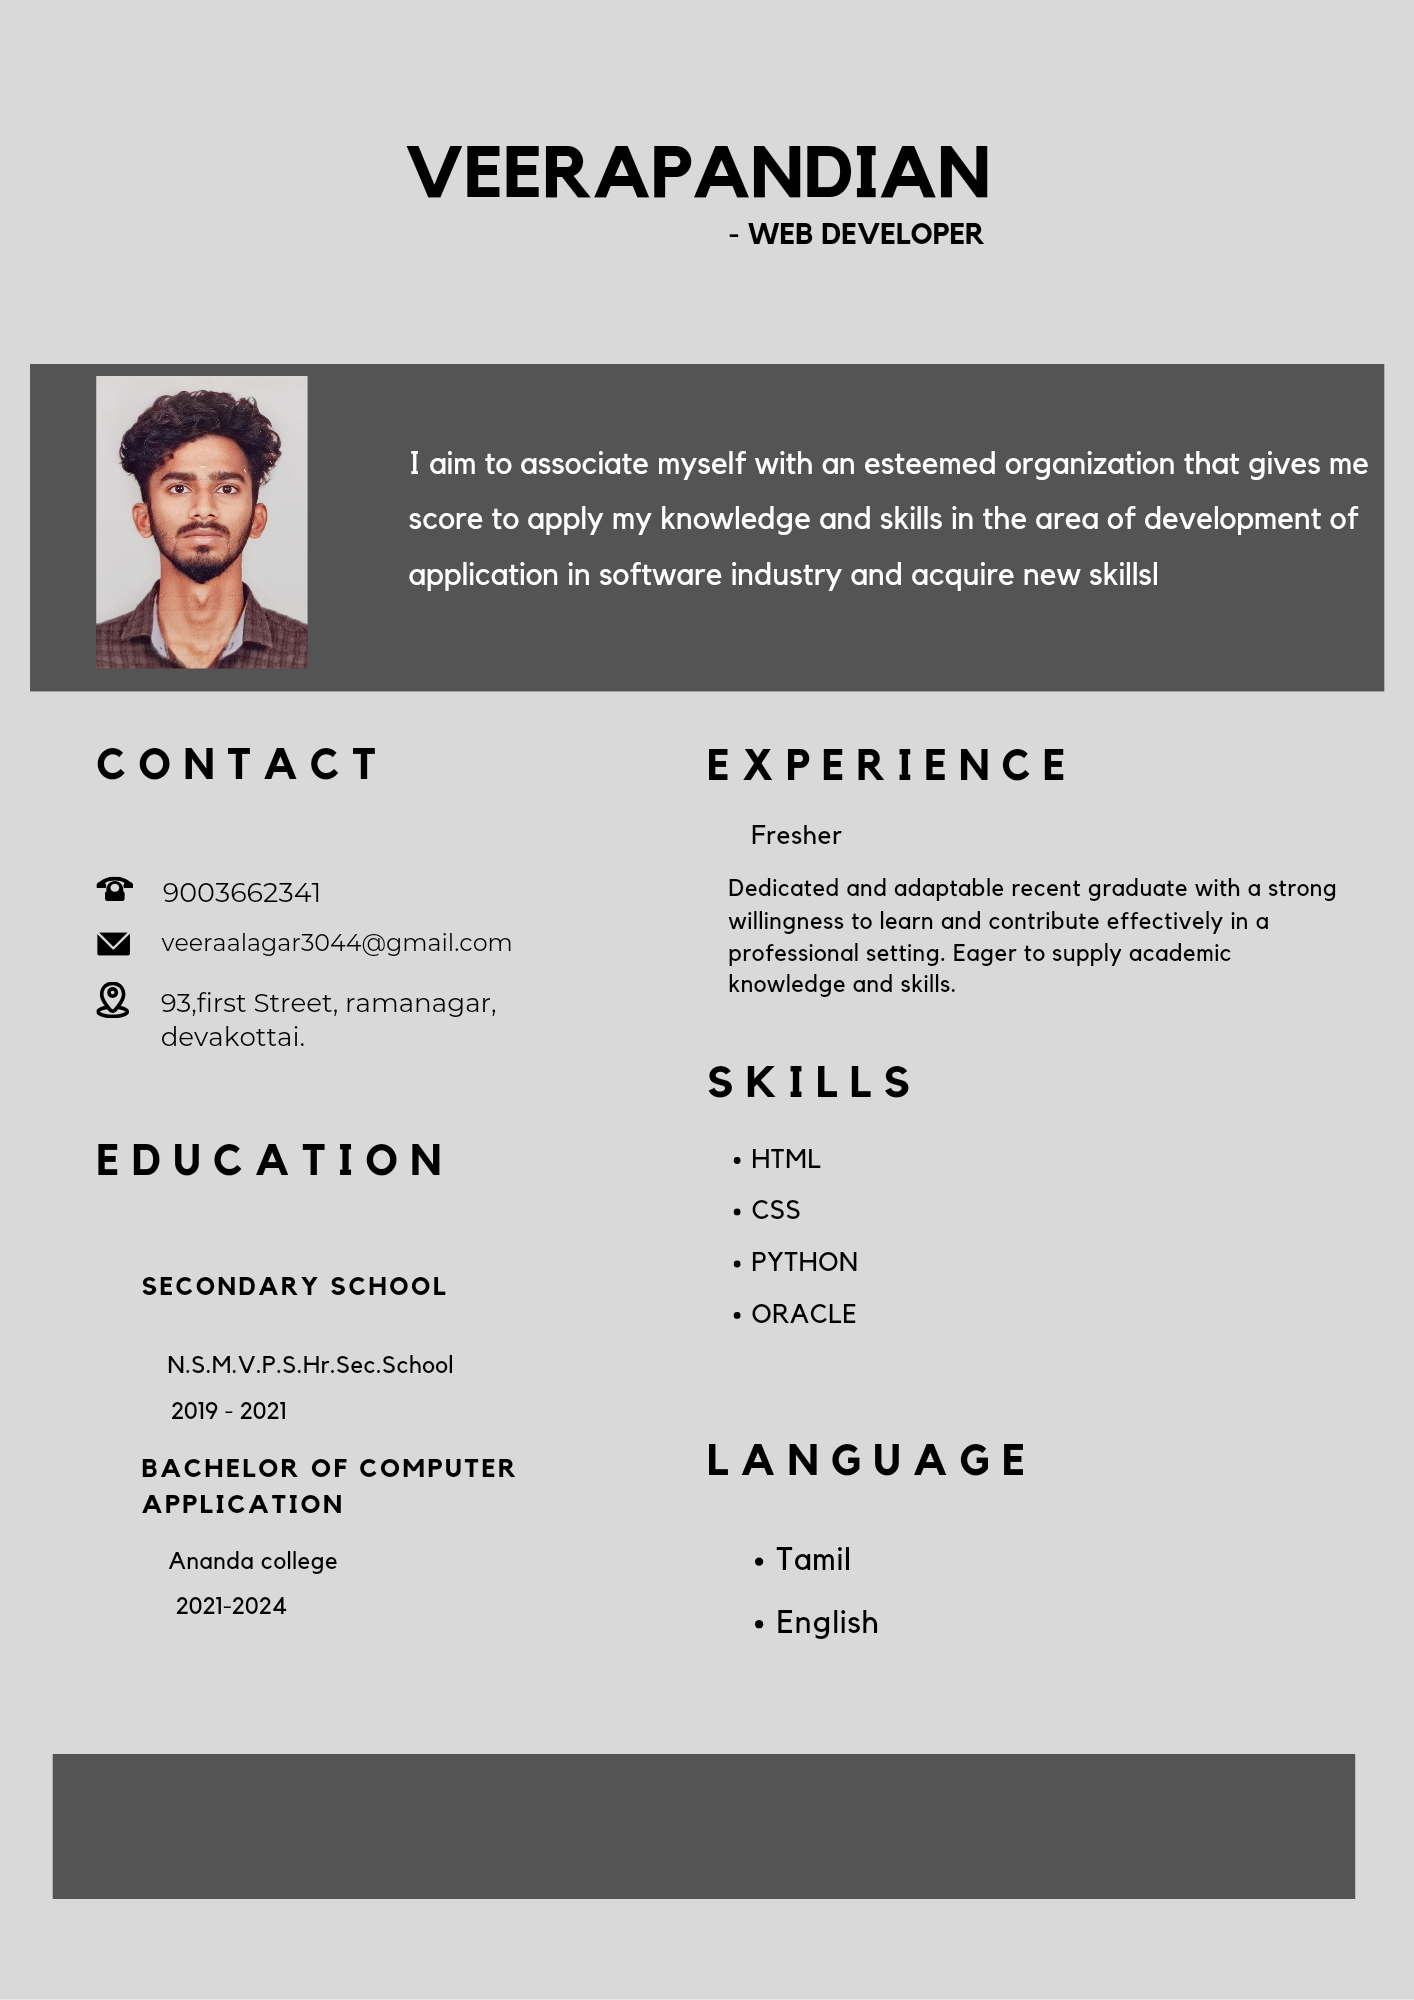 VEERAPANDIAN
- WEB DEVELOPER
I aim to associate myself with an esteemed organization that gives me
score to apply my knowledge and skills in the area of development of
application in software industry and acquire new skillsl
CONTACT
9003662341
veeraalagar3044@gmail.com
93,first Street, ramanagar,
devakottai.
EDUCATION
SECONDARY SCHOOL
N.S.M.V.P.S.Hr.Sec.School
2019 - 2021
BACHELOR OF COMPUTER
APPLICATION
Ananda college
2021-2024
EXPERIENCE
Fresher
Dedicated and adaptable recent graduate with a strong
willingness to learn and contribute effectively in a
professional setting. Eager to supply academic
knowledge and skills.
SKILLS
• HTML
• CSS
• PYTHON
• ORACLE
LANGUAGE
• Tamil
• English